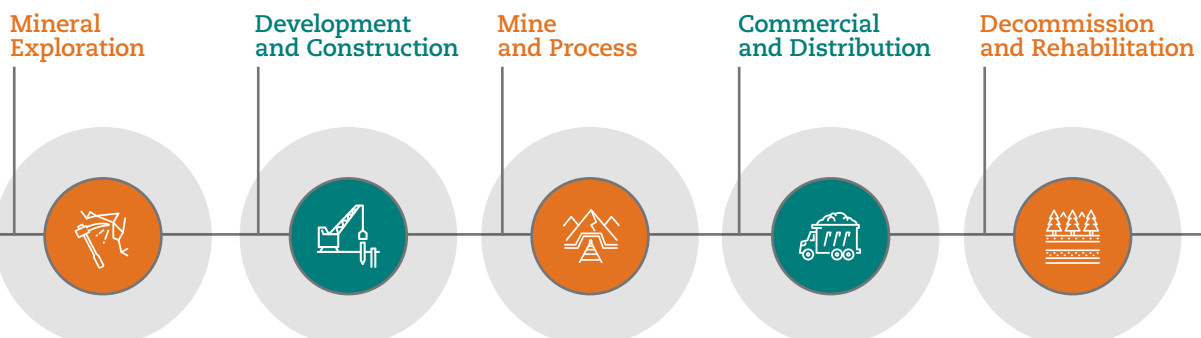 Mineral
Exploration
Development
and Construction
Mine
and Process
Commercial
and Distribution
Decommission
and Rehabilitation